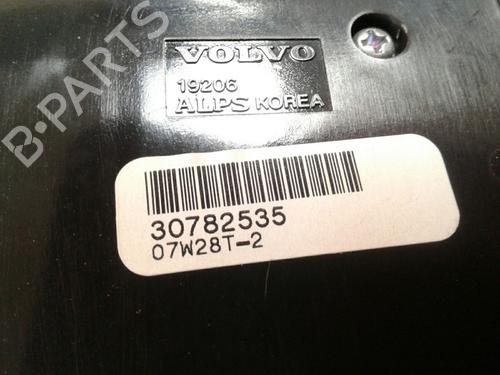 VOLVO
19206
ALPS KOREA
30782535
07W28T-2
B-PARTS